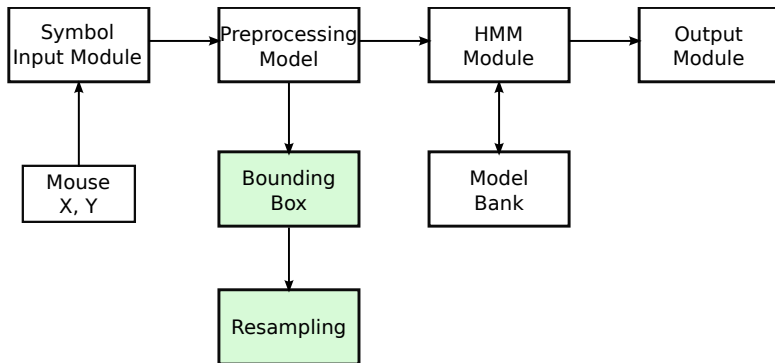 Symbol
Input Module
Preprocessing
Model
HMM
Module
Output
Module
Mouse
X, Y
Bounding
Box
Model
Bank
Resampling